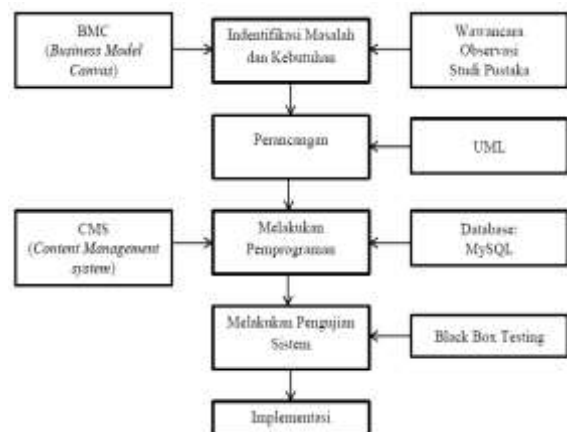 BMC
(Business Model
Canvas)
Indentifikasi Masalah
dan Kebutuhan
Wawancara
Observasi
Studi Pustaka
Perancangan
UML
CMS
(Content Management
system)
Melakukan
Pemprograman
Database:
MySQL
Melakukan Pengujian
Sistem
Black Box Testing
Implementasi